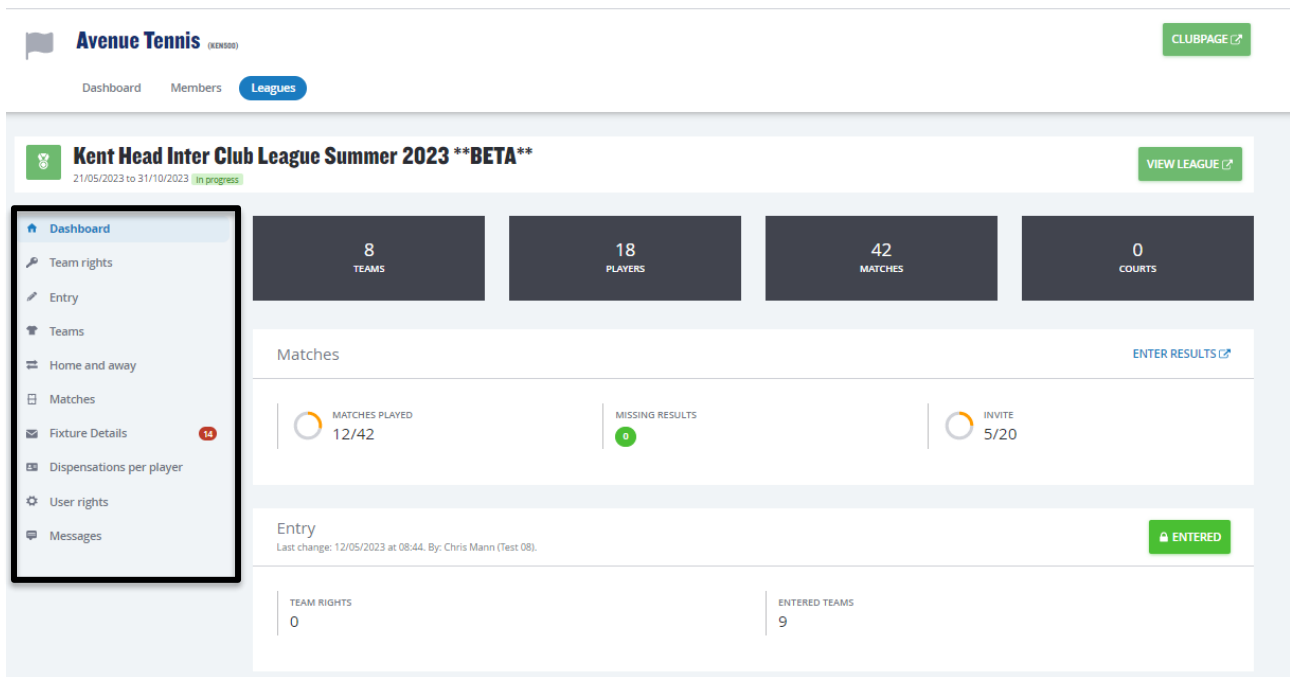 Avenue Tennis (KEN500)
CLUBPAGE
Dashboard Members Leagues
Kent Head Inter Club League Summer 2023 **BETA**
21/05/2023 to 31/10/2023 In progress
VIEW LEAGUE
Dashboard
Team rights
Entry
Teams
Home and away
Matches
Fixture Details 14
Dispensations per player
User rights
Messages
8
TEAMS
18
PLAYERS
42
MATCHES
0
COURTS
Matches
ENTER RESULTS
MATCHES PLAYED
12/42
MISSING RESULTS
0
INVITE
5/20
Entry
Last change: 12/05/2023 at 08:44. By: Chris Mann (Test 08).
ENTERED
TEAM RIGHTS
0
ENTERED TEAMS
9